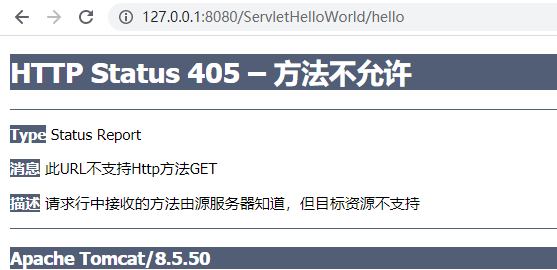 127.0.0.1:8080/ServletHelloWorld/hello
HTTP Status 405 – 方法不允许
Type Status Report
消息 此URL不支持Http方法GET
描述 请求行中接收的方法由源服务器知道，但目标资源不支持
Apache Tomcat/8.5.50